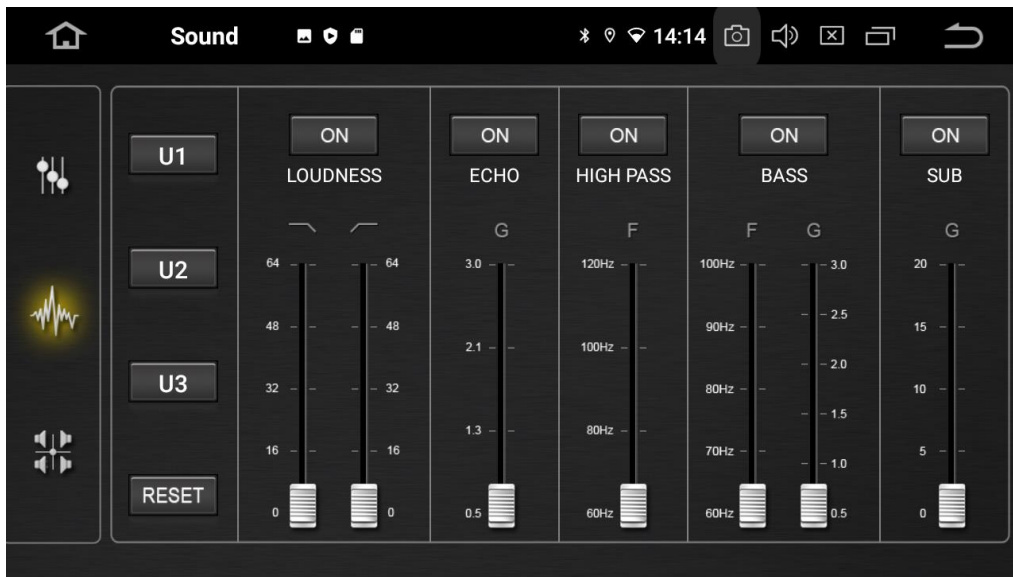 Sound 14:14
U1
U2
U3
RESET
ON
LOUDNESS
64 64
48 48
32 32
16 16
0 0
ON
ECHO
G
3.0
2.1
1.3
0.5
ON
HIGH PASS
F
120Hz
100Hz
80Hz
60Hz
ON
BASS
F G
100Hz 3.0
2.5
90Hz
2.0
80Hz
1.5
70Hz
1.0
60Hz 0.5
ON
SUB
G
20
15
10
5
0